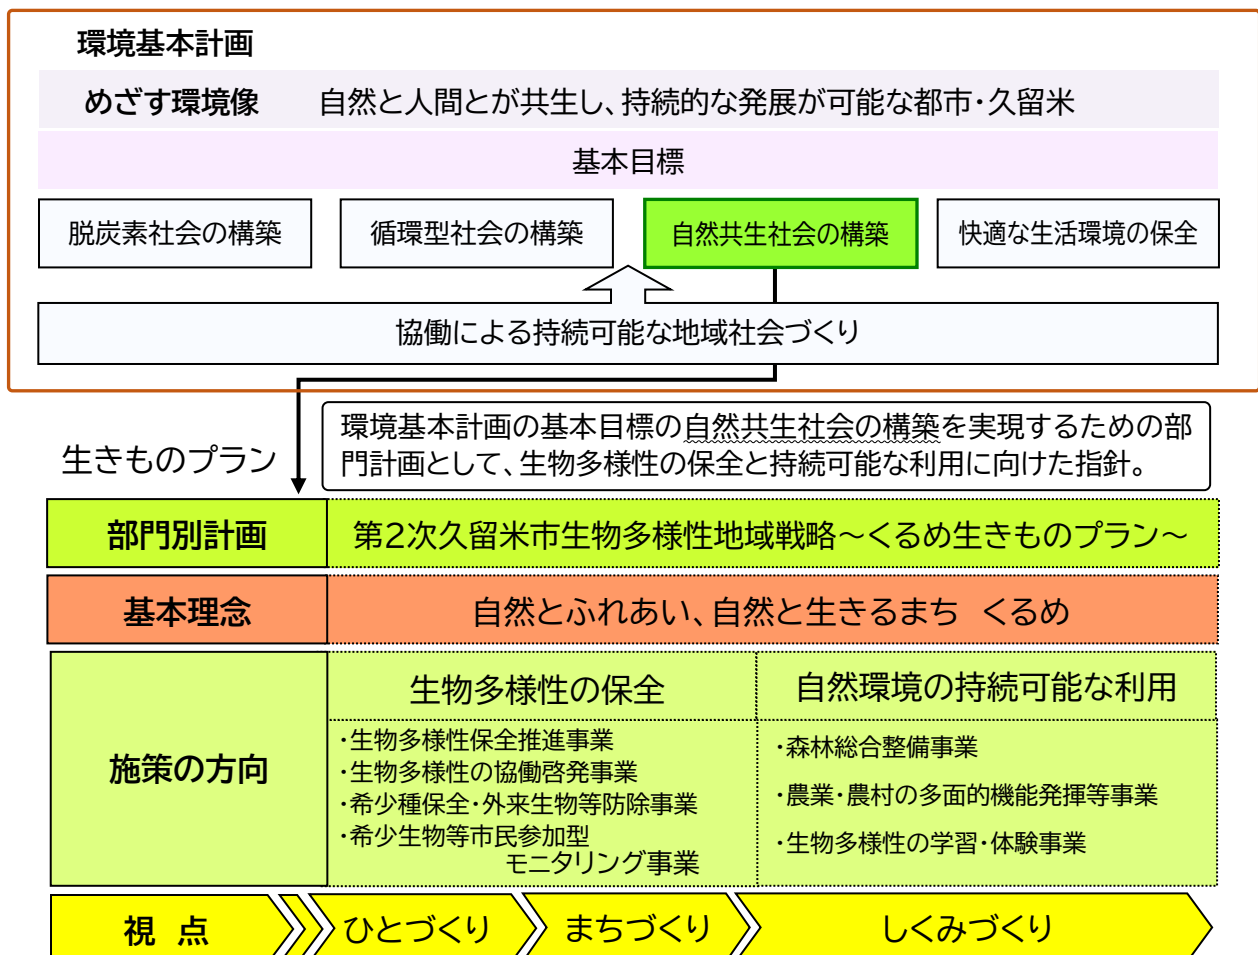 環境基本計画
めざす環境像　自然と人間とが共生し、持続的な発展が可能な都市・久留米
基本目標
脱炭素社会の構築
循環型社会の構築
自然共生社会の構築
快適な生活環境の保全
協働による持続可能な地域社会づくり
生きものプラン
環境基本計画の基本目標の自然共生社会の構築を実現するための部
門計画として、生物多様性の保全と持続可能な利用に向けた指針。
部門別計画
第2次久留米市生物多様性地域戦略～くるめ生きものプラン～
基本理念
自然とふれあい、自然と生きるまち　くるめ
施策の方向
生物多様性の保全
・生物多様性保全推進事業
・生物多様性の協働啓発事業
・希少種保全・外来生物等防除事業
・希少生物等市民参加型
モニタリング事業
自然環境の持続可能な利用
・森林総合整備事業
・農業・農村の多面的機能発揮等事業
・生物多様性の学習・体験事業
視　点
ひとづくり
まちづくり
しくみづくり